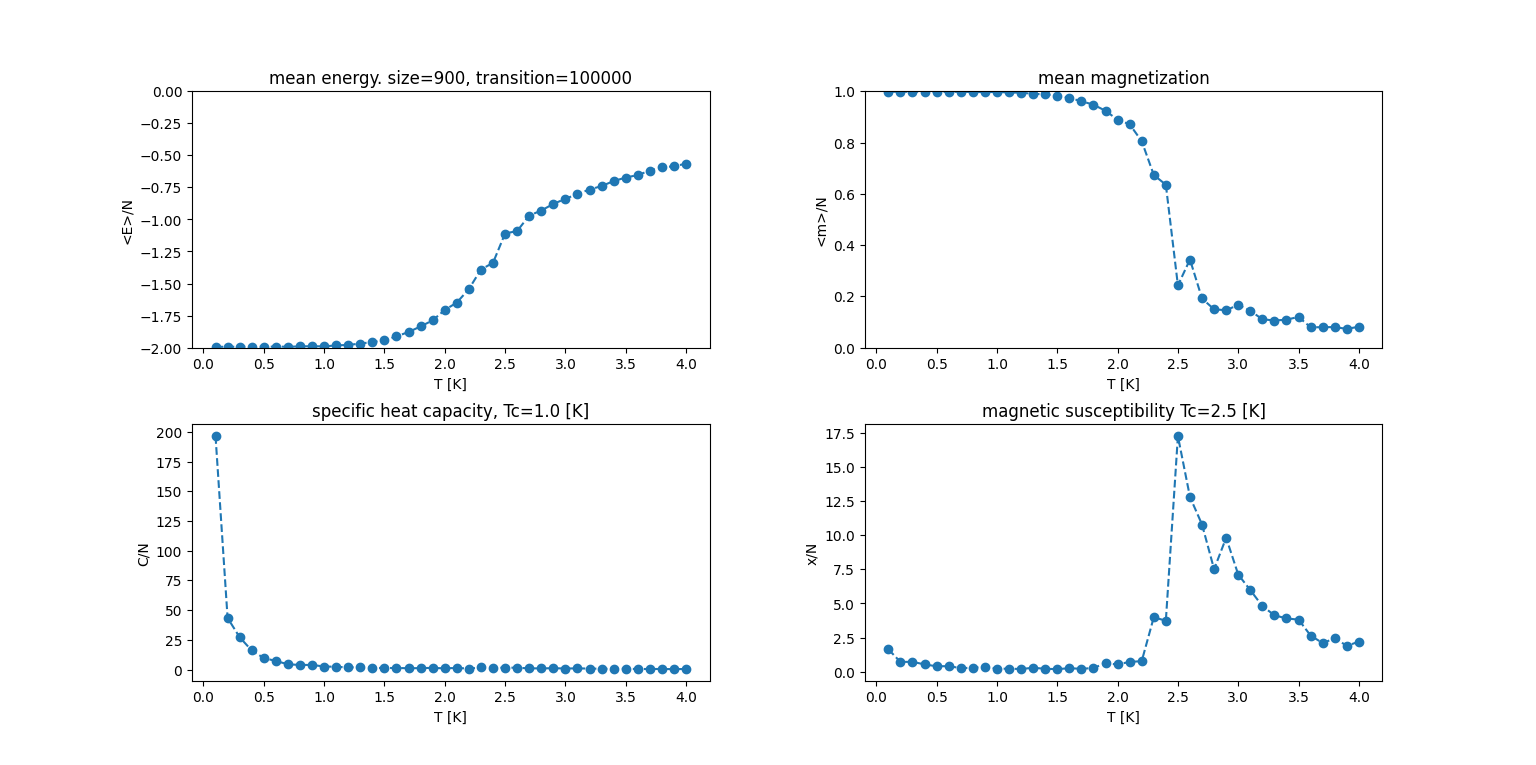 mean energy. size=900, transition=100000
0.00
−0.25
−0.50
−0.75
−1.00
−1.25
−1.50
−1.75
−2.00
<E>/N
0.0 0.5 1.0 1.5 2.0 2.5 3.0 3.5 4.0
T [K]
mean magnetization
1.0
0.8
0.6
0.4
0.2
0.0
<m>/N
0.0 0.5 1.0 1.5 2.0 2.5 3.0 3.5 4.0
T [K]
specific heat capacity, Tc=1.0 [K]
200
175
150
125
100
75
50
25
0
C/N
0.0 0.5 1.0 1.5 2.0 2.5 3.0 3.5 4.0
T [K]
magnetic susceptibility Tc=2.5 [K]
17.5
15.0
12.5
10.0
7.5
5.0
2.5
0.0
x/N
0.0 0.5 1.0 1.5 2.0 2.5 3.0 3.5 4.0
T [K]